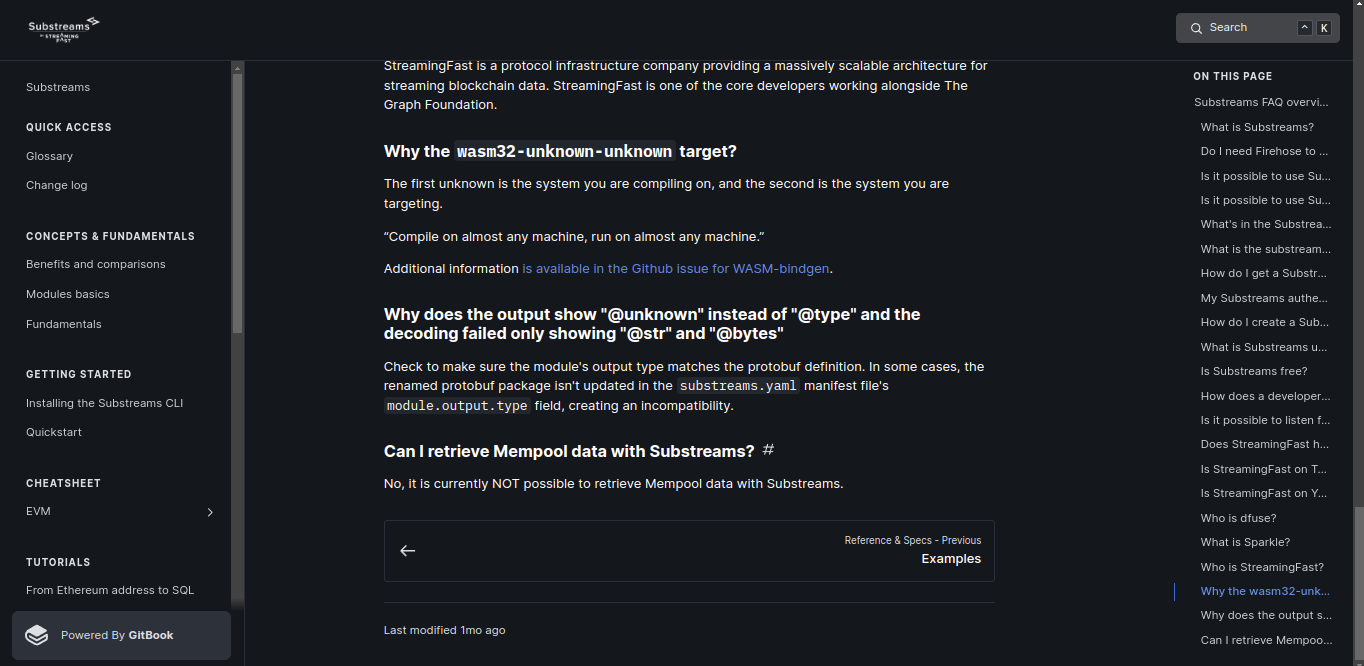 Substreams
BY STREAMING
FAST
Search
^
K
Substreams
QUICK ACCESS
Glossary
Change log
CONCEPTS & FUNDAMENTALS
Benefits and comparisons
Modules basics
Fundamentals
GETTING STARTED
Installing the Substreams CLI
Quickstart
CHEATSHEET
EVM
TUTORIALS
From Ethereum address to SQL
Powered By GitBook
StreamingFast is a protocol infrastructure company providing a massively scalable architecture for
streaming blockchain data. StreamingFast is one of the core developers working alongside The
Graph Foundation.
Why the wasm32-unknown-unknown target?
The first unknown is the system you are compiling on, and the second is the system you are
targeting.
“Compile on almost any machine, run on almost any machine.”
Additional information is available in the Github issue for WASM-bindgen.
Why does the output show "@unknown" instead of "@type" and the
decoding failed only showing "@str" and "@bytes"
Check to make sure the module's output type matches the protobuf definition. In some cases, the
renamed protobuf package isn't updated in the substreams.yaml manifest file's
module.output.type field, creating an incompatibility.
Can I retrieve Mempool data with Substreams? #
No, it is currently NOT possible to retrieve Mempool data with Substreams.
Reference & Specs - Previous
Examples
Last modified 1mo ago
ON THIS PAGE
Substreams FAQ overvi...
What is Substreams?
Do I need Firehose to ...
Is it possible to use Su...
Is it possible to use Su...
What's in the Substrea...
What is the substream...
How do I get a Substr...
My Substreams authe...
How do I create a Sub...
What is Substreams u...
Is Substreams free?
How does a developer...
Is it possible to listen f...
Does StreamingFast h...
Is StreamingFast on T...
Is StreamingFast on Y...
Who is dfuse?
What is Sparkle?
Who is StreamingFast?
Why the wasm32-unk...
Why does the output s...
Can I retrieve Mempoo...